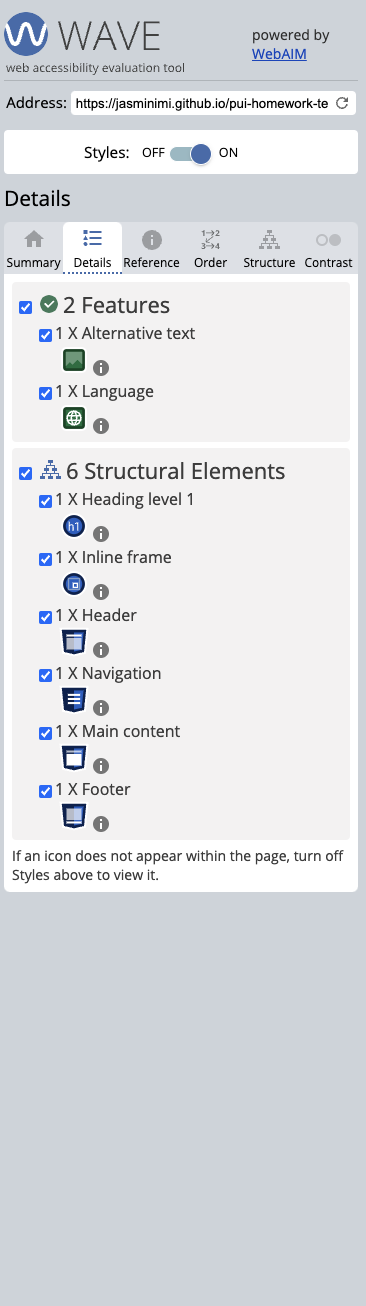 WAVE
web accessibility evaluation tool
powered by
WebAIM
Address: https://jasminimi.github.io/pui-homework-te
Styles: OFF ON
Details
Summary Details Reference Order Structure Contrast
2 Features
1 X Alternative text
1 X Language
6 Structural Elements
1 X Heading level 1
h1
1 X Inline frame
1 X Header
1 X Navigation
1 X Main content
1 X Footer
If an icon does not appear within the page, turn off
Styles above to view it.